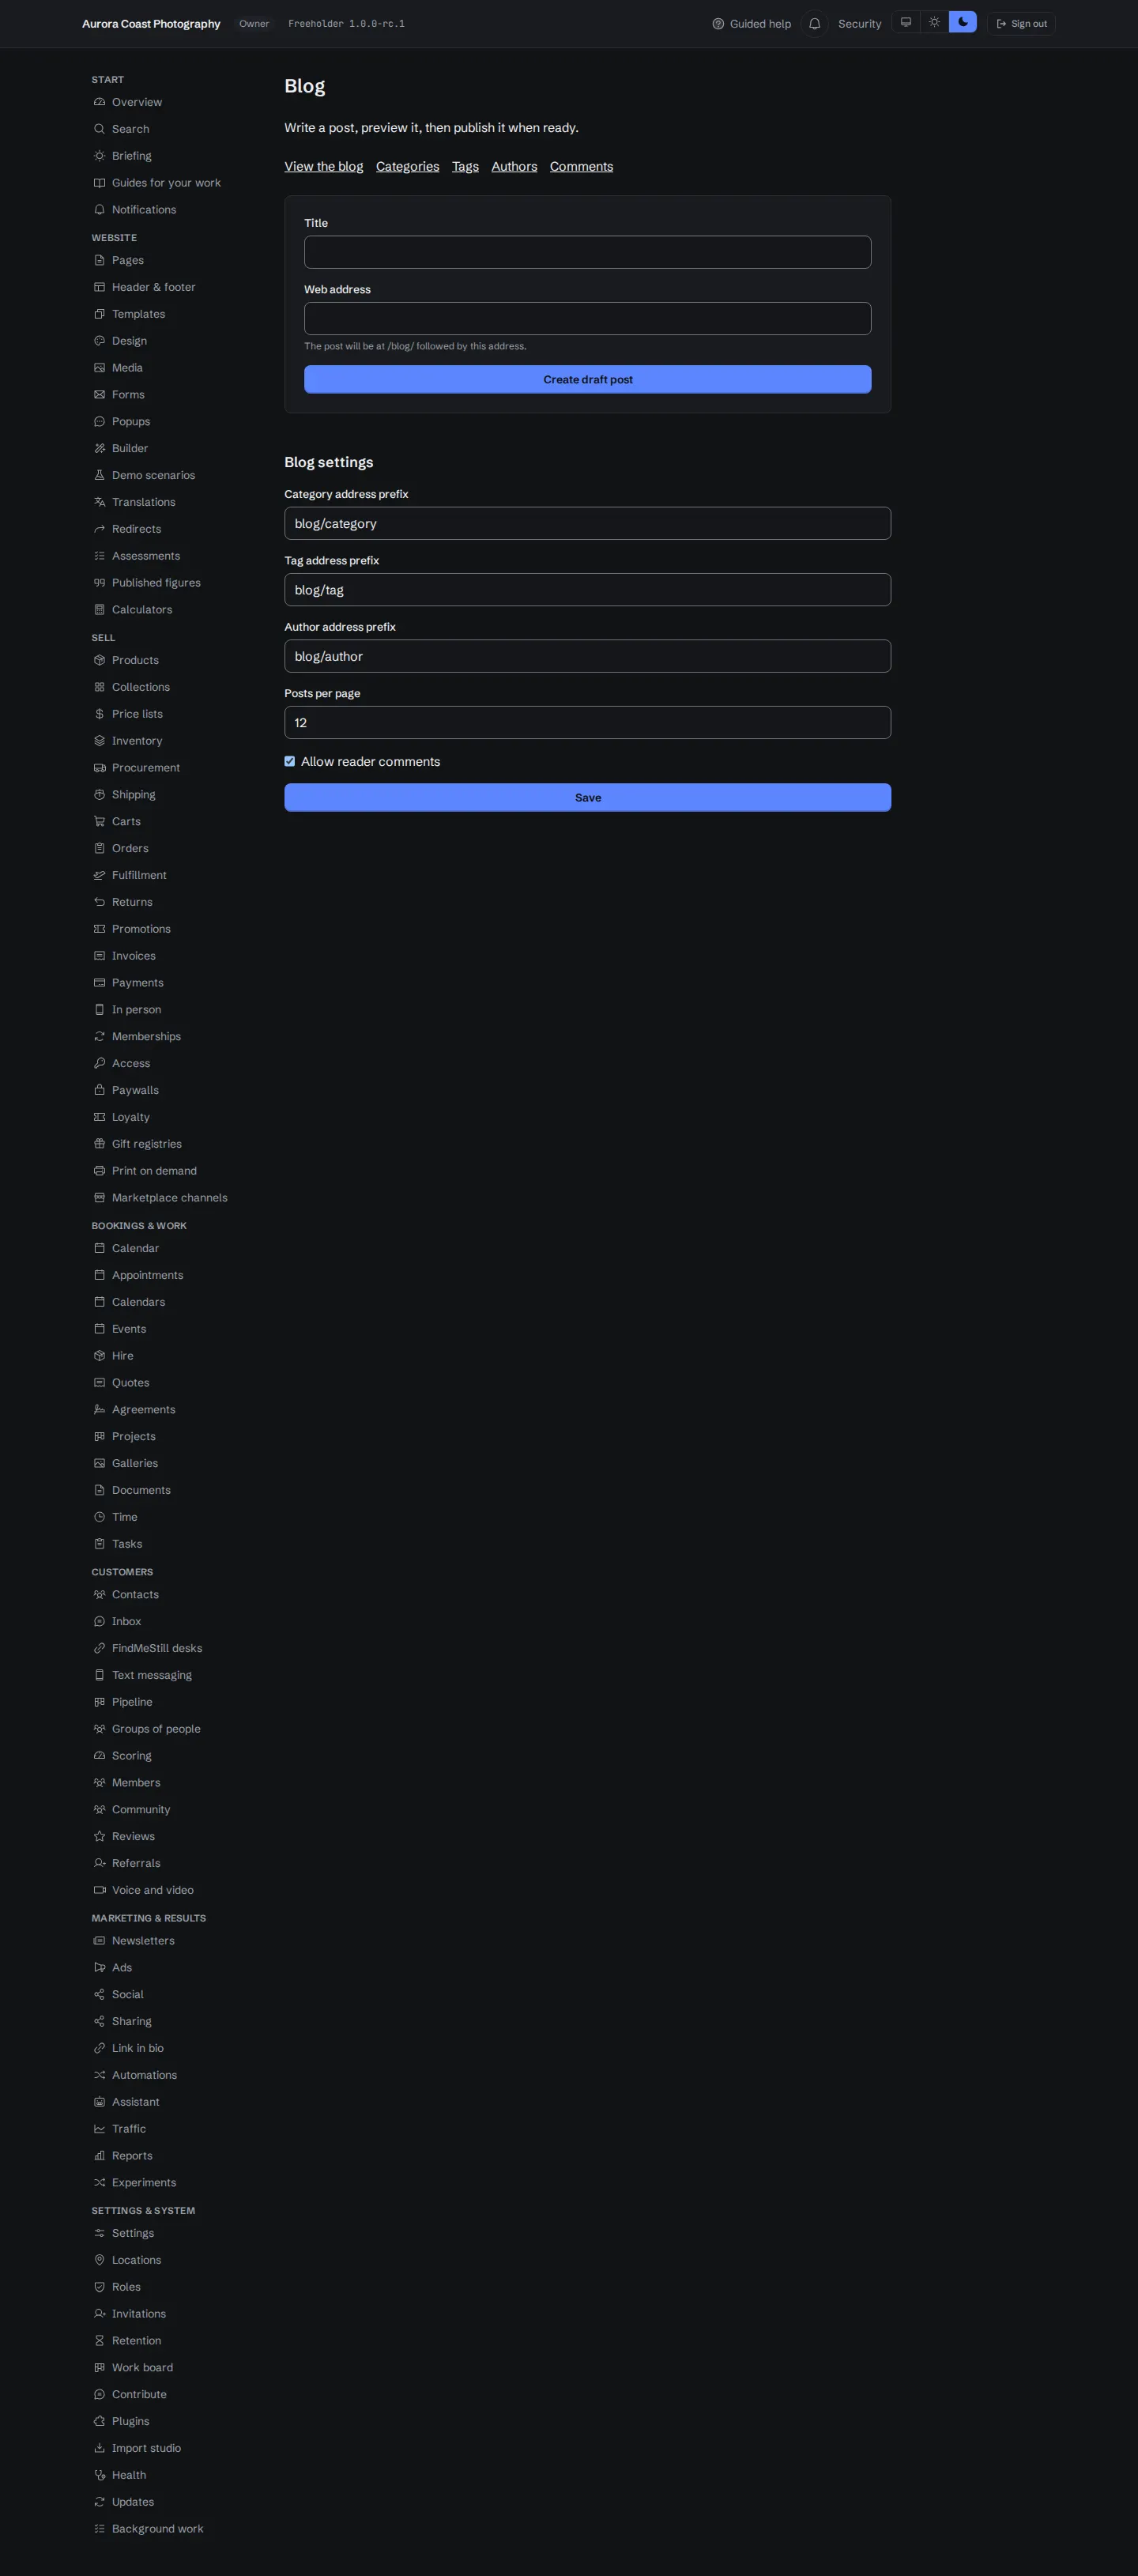 Aurora Coast Photography Owner Freeholder 1.0.0-rc.1 Guided help Security Sign out
START
Overview
Search
Briefing
Guides for your work
Notifications
WEBSITE
Pages
Header & footer
Templates
Design
Media
Forms
Popups
Builder
Demo scenarios
Translations
Redirects
Assessments
Published figures
Calculators
SELL
Products
Collections
Price lists
Inventory
Procurement
Shipping
Carts
Orders
Fulfillment
Returns
Promotions
Invoices
Payments
In person
Memberships
Access
Paywalls
Loyalty
Gift registries
Print on demand
Marketplace channels
BOOKINGS & WORK
Calendar
Appointments
Calendars
Events
Hire
Quotes
Agreements
Projects
Galleries
Documents
Time
Tasks
CUSTOMERS
Contacts
Inbox
FindMeStill desks
Text messaging
Pipeline
Groups of people
Scoring
Members
Community
Reviews
Referrals
Voice and video
MARKETING & RESULTS
Newsletters
Ads
Social
Sharing
Link in bio
Automations
Assistant
Traffic
Reports
Experiments
SETTINGS & SYSTEM
Settings
Locations
Roles
Invitations
Retention
Work board
Contribute
Plugins
Import studio
Health
Updates
Background work
Blog
Write a post, preview it, then publish it when ready.
View the blog Categories Tags Authors Comments
Title
Web address
The post will be at /blog/ followed by this address.
Create draft post
Blog settings
Category address prefix
blog/category
Tag address prefix
blog/tag
Author address prefix
blog/author
Posts per page
12
Allow reader comments
Save